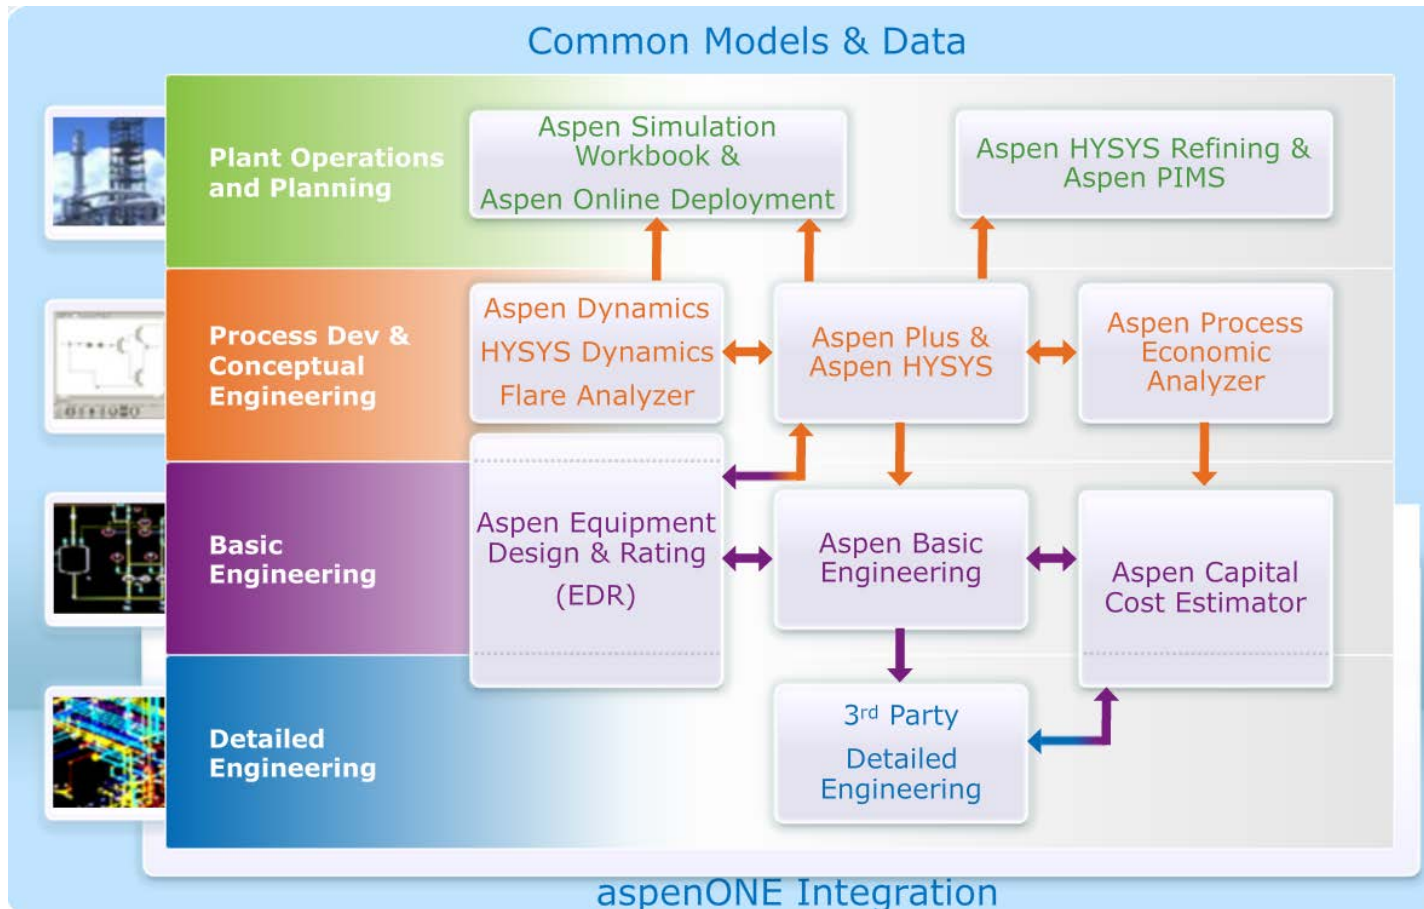 Common Models & Data
Plant Operations
and Planning
Aspen Simulation
Workbook &
Aspen Online Deployment
Aspen HYSYS Refining &
Aspen PIMS
Process Dev &
Conceptual
Engineering
Aspen Dynamics
HYSYS Dynamics
Flare Analyzer
Aspen Plus &
Aspen HYSYS
Aspen Process
Economic
Analyzer
Basic
Engineering
Aspen Equipment
Design & Rating
(EDR)
Aspen Basic
Engineering
Aspen Capital
Cost Estimator
Detailed
Engineering
3rd Party
Detailed
Engineering
aspenONE Integration